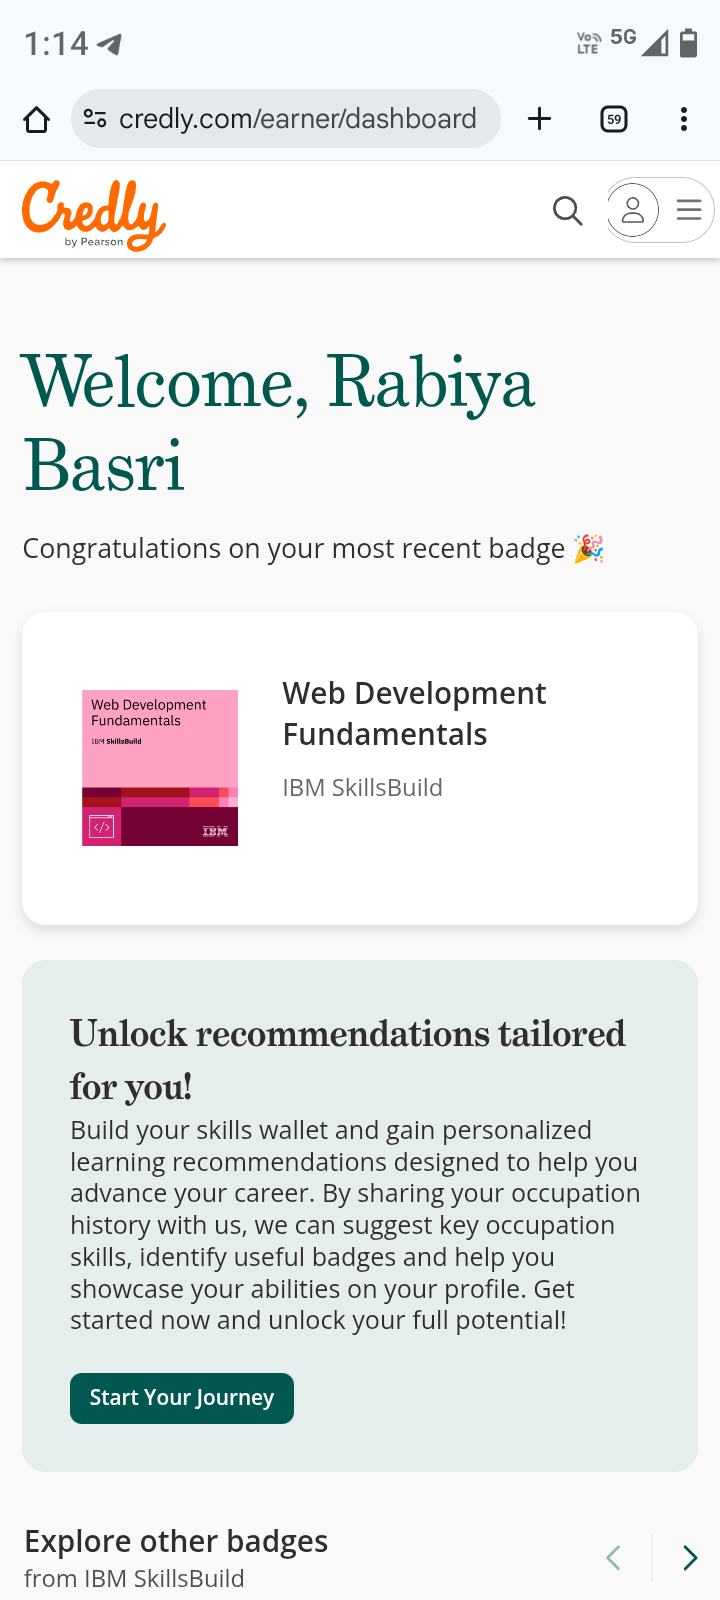 1:14
Vo LTE 5G
credly.com/earner/dashboard
59
Credly
by Pearson
Welcome, Rabiya
Basri
Congratulations on your most recent badge 🎉
Web Development
Fundamentals
IBM SkillsBuild
IBM
Web Development
Fundamentals
IBM SkillsBuild
Unlock recommendations tailored
for you!
Build your skills wallet and gain personalized
learning recommendations designed to help you
advance your career. By sharing your occupation
history with us, we can suggest key occupation
skills, identify useful badges and help you
showcase your abilities on your profile. Get
started now and unlock your full potential!
Start Your Journey
Explore other badges
from IBM SkillsBuild